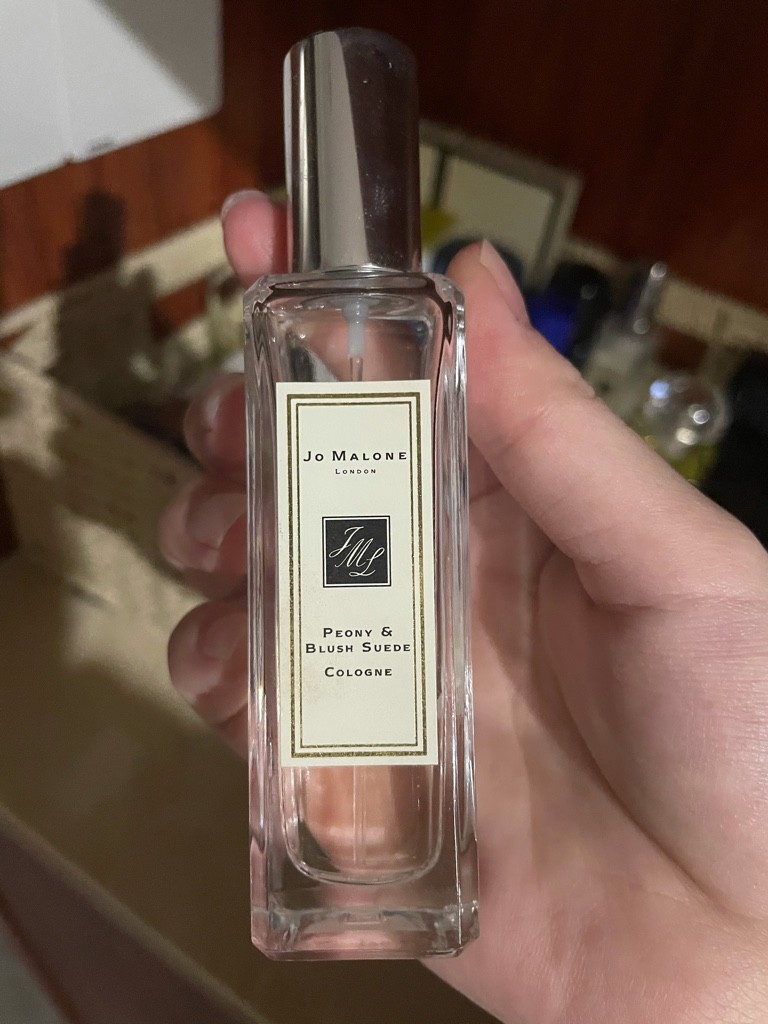 Jo Malone
London
JML
Peony &
Blush Suede
Cologne